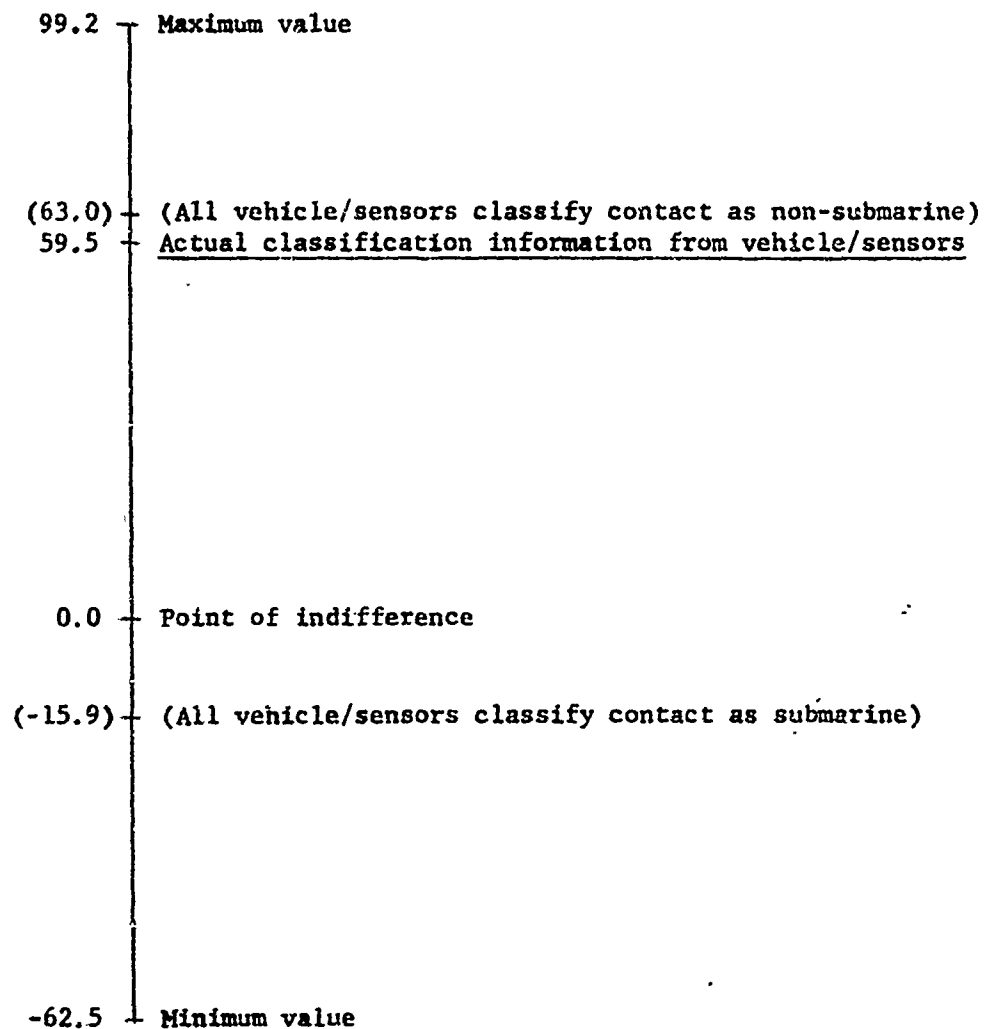 99.2 Maximum value
(63.0) (All vehicle/sensors classify contact as non-submarine)
59.5 Actual classification information from vehicle/sensors
0.0 Point of indifference
(-15.9) (All vehicle/sensors classify contact as submarine)
-62.5 Minimum value